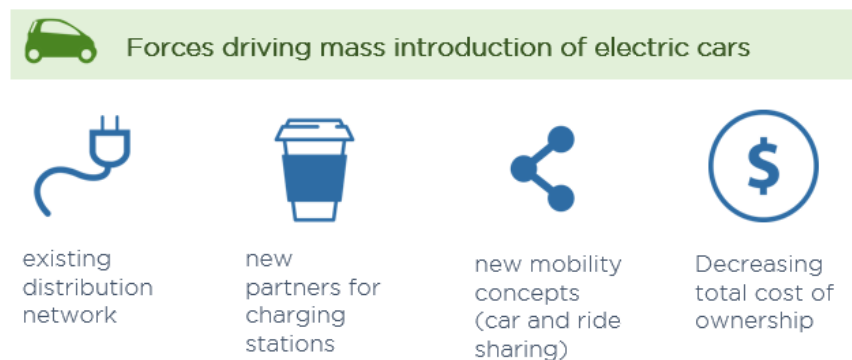 Forces driving mass introduction of electric cars
existing
distribution
network
new
partners for
charging
stations
new mobility
concepts
(car and ride
sharing)
$
Decreasing
total cost of
ownership